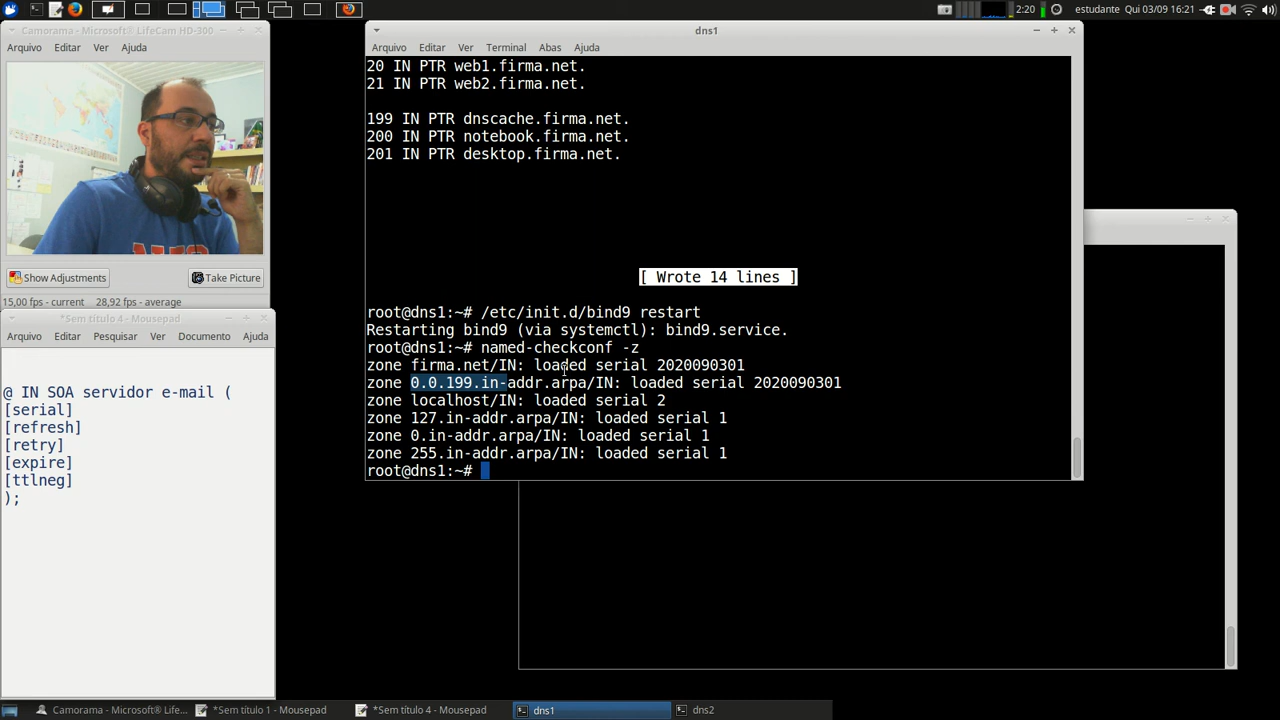 2:20
estudante
Qui 03/09 16:21
Camorama - Microsoft® LifeCam HD-300
Arquivo Editar Ver Ajuda
Show Adjustments
Take Picture
15,00 fps - current 28,92 fps - average
*Sem título 4 - Mousepad
Arquivo Editar Pesquisar Ver Documento Ajuda
@ IN SOA servidor e-mail (
[serial]
[refresh]
[retry]
[expire]
[ttlneg]
);
dns1
Arquivo Editar Ver Terminal Abas Ajuda
20 IN PTR web1.firma.net.
21 IN PTR web2.firma.net.
199 IN PTR dnscache.firma.net.
200 IN PTR notebook.firma.net.
201 IN PTR desktop.firma.net.
[ Wrote 14 lines ]
root@dns1:~# /etc/init.d/bind9 restart
Restarting bind9 (via systemctl): bind9.service.
root@dns1:~# named-checkconf -z
zone firma.net/IN: loaded serial 2020090301
zone 0.0.199.in-addr.arpa/IN: loaded serial 2020090301
zone localhost/IN: loaded serial 2
zone 127.in-addr.arpa/IN: loaded serial 1
zone 0.in-addr.arpa/IN: loaded serial 1
zone 255.in-addr.arpa/IN: loaded serial 1
root@dns1:~#
Camorama - Microsoft® LifeCa...
*Sem título 1 - Mousepad
*Sem título 4 - Mousepad
dns1
dns2